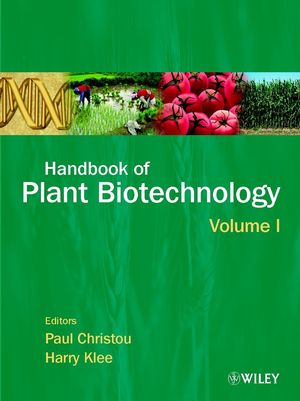 Handbook of
Plant Biotechnology
Volume I
Editors
Paul Christou
Harry Klee
WILEY